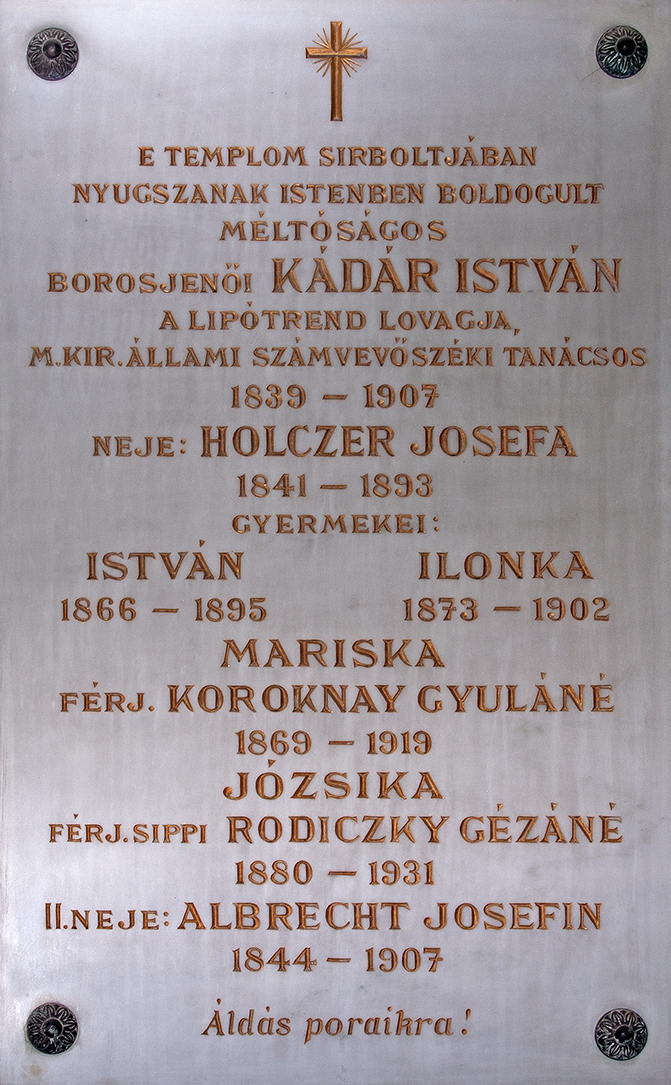 E TEMPLOM SIRBOLTJÁBAN
NYUGSZANAK ISTENBEN BOLDOGULT
MÉLTÓSÁGOS
BOROSJENŐI KÁDÁR ISTVÁN
A LIPÓTREND LOVAGJA,
M.KIR.ÁLLAMI SZÁMVEVŐSZÉKI TANÁCSOS
1839 – 1907
NEJE: HOLCZER JOSEFA
1841 – 1893
GYERMEKEI:
ISTVÁN ILONKA
1866 – 1895 1873 – 1902
MARISKA
FÉRJ. KOROKNAY GYULÁNÉ
1869 – 1919
JÓZSIKA
FÉRJ. SIPPI RODICZKY GÉZÁNÉ
1880 – 1931
II.NEJE: ALBRECHT JOSEFIN
1844 – 1907
Áldás poraikra!